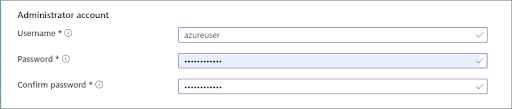 Administrator account
Username * azureuser
Password * ••••••••••••
Confirm password * ••••••••••••